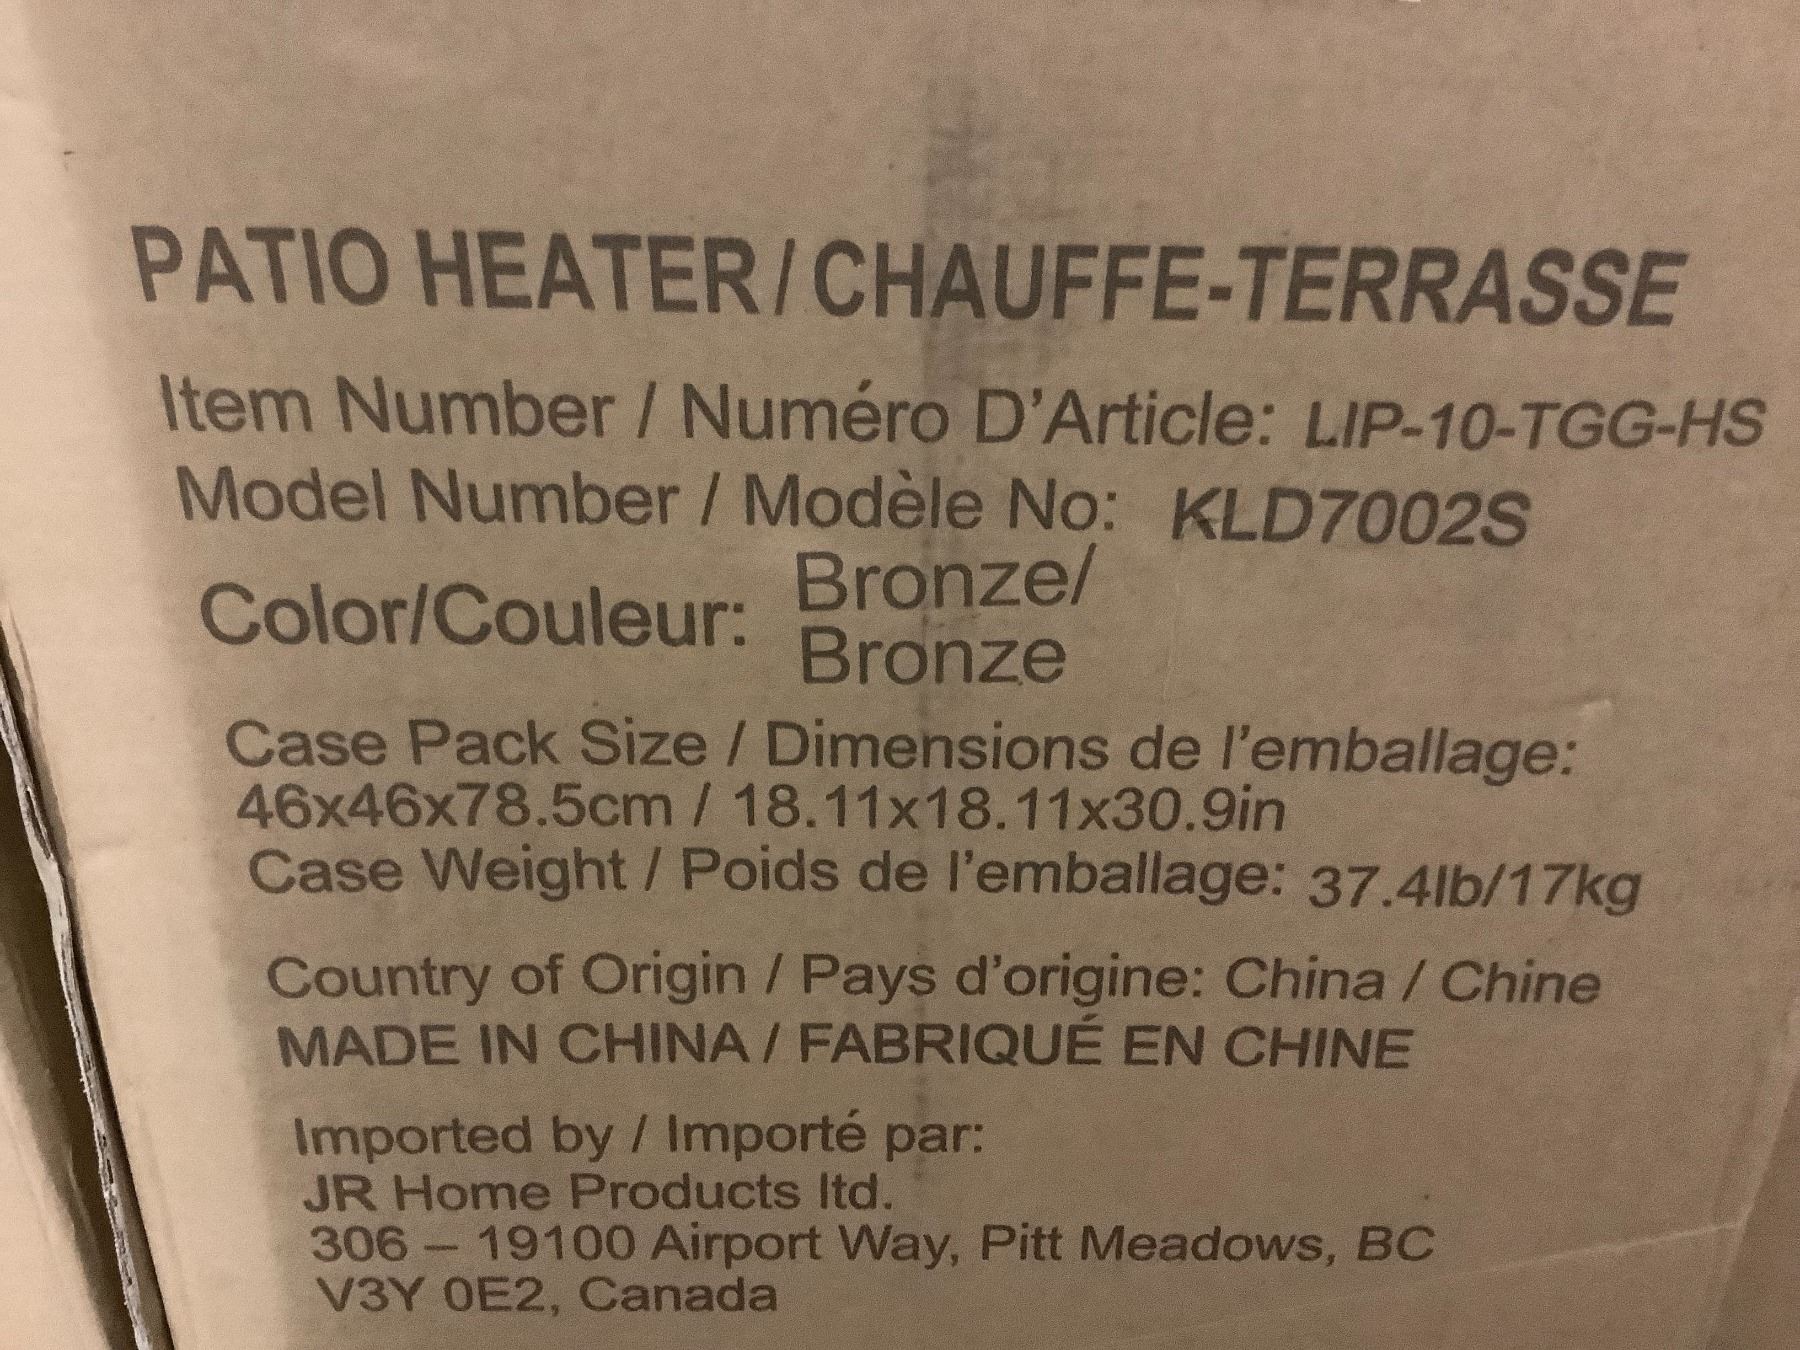 PATIO HEATER / CHAUFFE-TERRASSE
Item Number / Numéro D'Article: LIP-10-TGG-HS
Model Number / Modèle No: KLD7002S
Color/Couleur: Bronze/
Bronze
Case Pack Size / Dimensions de l'emballage:
46x46x78.5cm / 18.11x18.11x30.9in
Case Weight / Poids de l'emballage: 37.4lb/17kg
Country of Origin / Pays d'origine: China / Chine
MADE IN CHINA / FABRIQUÉ EN CHINE
Imported by / Importé par:
JR Home Products ltd.
306 – 19100 Airport Way, Pitt Meadows, BC
V3Y 0E2, Canada